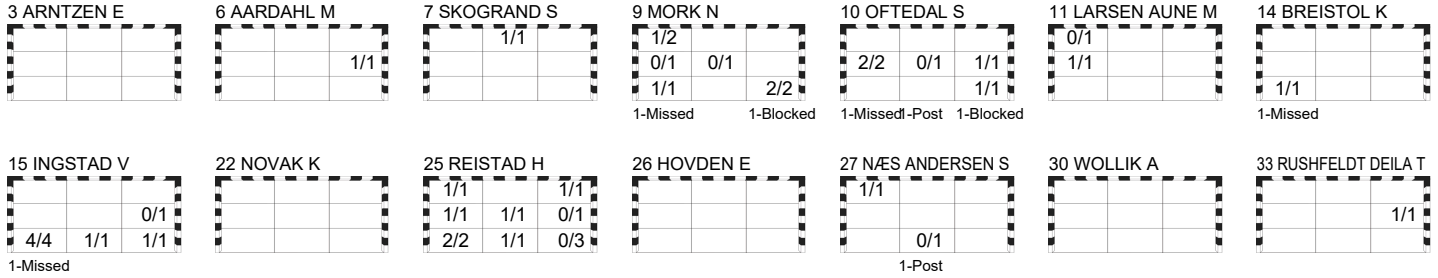 3 ARNTZEN E 6 AARDAHL M 7 SKOGRAND S 9 MORK N 10 OFTEDAL S 11 LARSEN AUNE M 14 BREISTOL K
1/1 1/2 0/1
1/1 0/1 0/1 2/2 0/1 1/1 1/1
1/1 2/2 1/1 1/1
1-Missed 1-Blocked 1-Missed 1-Post 1-Blocked 1-Missed
15 INGSTAD V 22 NOVAK K 25 REISTAD H 26 HOVDEN E 27 NÆS ANDERSEN S 30 WOLLIK A 33 RUSHFELDT DEILA T
1/1 1/1 1/1
0/1 1/1 1/1 0/1 1/1
4/4 1/1 1/1 2/2 1/1 0/3 0/1
1-Missed 1-Post